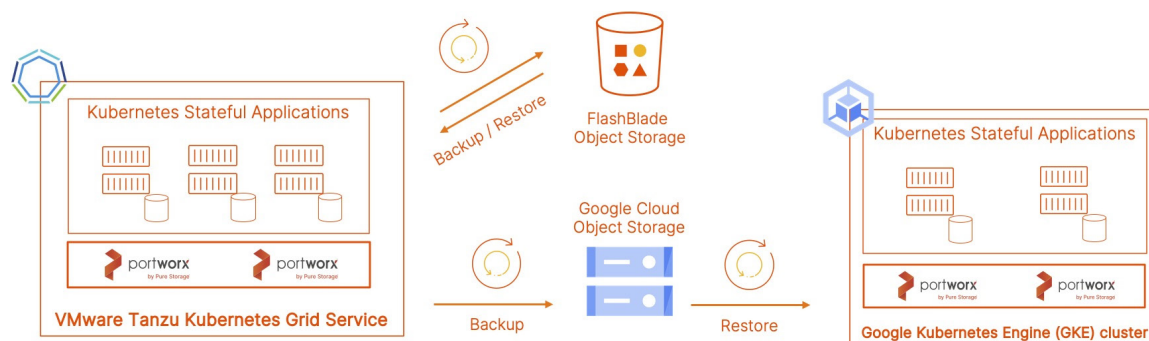 Kubernetes Stateful Applications
portworx
by Pure Storage
portworx
by Pure Storage
VMware Tanzu Kubernetes Grid Service
Backup / Restore
FlashBlade
Object Storage
Google Cloud
Object Storage
Backup
Restore
Kubernetes Stateful Applications
portworx
by Pure Storage
portworx
by Pure Storage
Google Kubernetes Engine (GKE) cluster